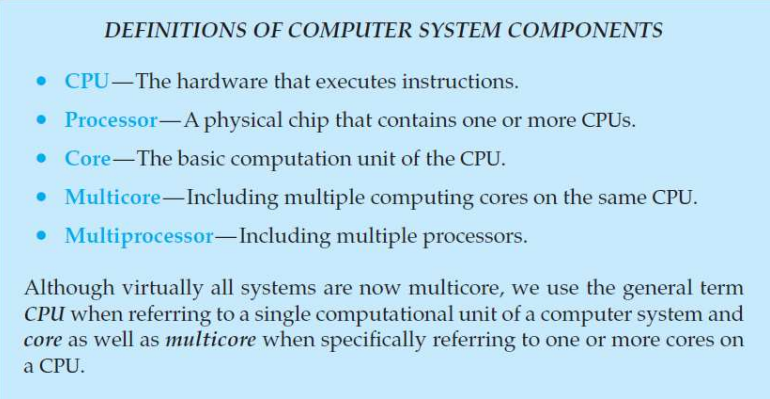 DEFINITIONS OF COMPUTER SYSTEM COMPONENTS
• CPU—The hardware that executes instructions.
• Processor—A physical chip that contains one or more CPUs.
• Core—The basic computation unit of the CPU.
• Multicore—Including multiple computing cores on the same CPU.
• Multiprocessor—Including multiple processors.
Although virtually all systems are now multicore, we use the general term
CPU when referring to a single computational unit of a computer system and
core as well as multicore when specifically referring to one or more cores on
a CPU.